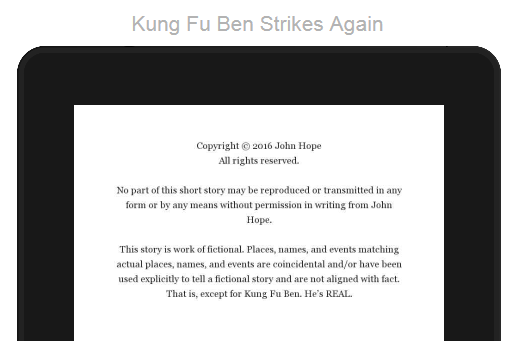 Kung Fu Ben Strikes Again
Copyright © 2016 John Hope
All rights reserved.
No part of this short story may be reproduced or transmitted in any
form or by any means without permission in writing from John
Hope.
This story is work of fictional. Places, names, and events matching
actual places, names, and events are coincidental and/or have been
used explicitly to tell a fictional story and are not aligned with fact.
That is, except for Kung Fu Ben. He's REAL.